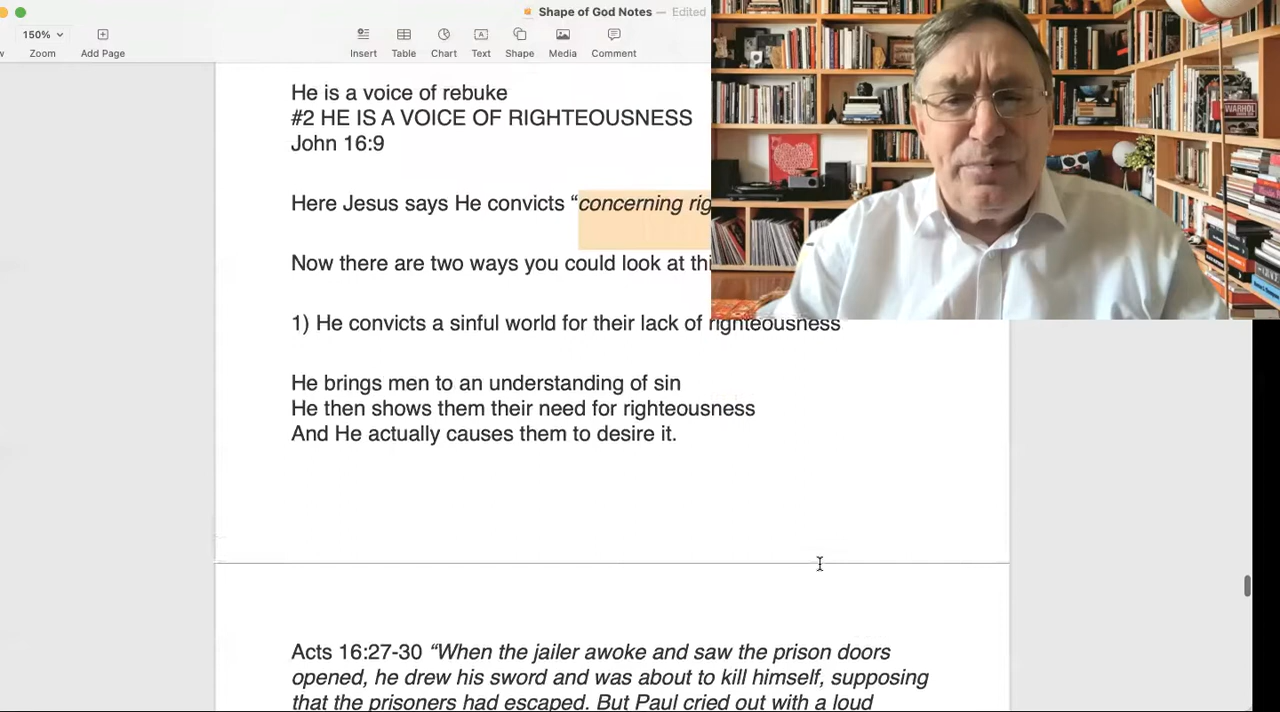 Shape of God Notes — Edited
150%
Zoom
Add Page
Insert
Table
Chart
Text
Shape
Media
Comment
He is a voice of rebuke
#2 HE IS A VOICE OF RIGHTEOUSNESS
John 16:9
Here Jesus says He convicts “concerning rig
Now there are two ways you could look at thi
1) He convicts a sinful world for their lack of righteousness
He brings men to an understanding of sin
He then shows them their need for righteousness
And He actually causes them to desire it.
Acts 16:27-30 “When the jailer awoke and saw the prison doors
opened, he drew his sword and was about to kill himself, supposing
that the prisoners had escaped. But Paul cried out with a loud
WARHOL